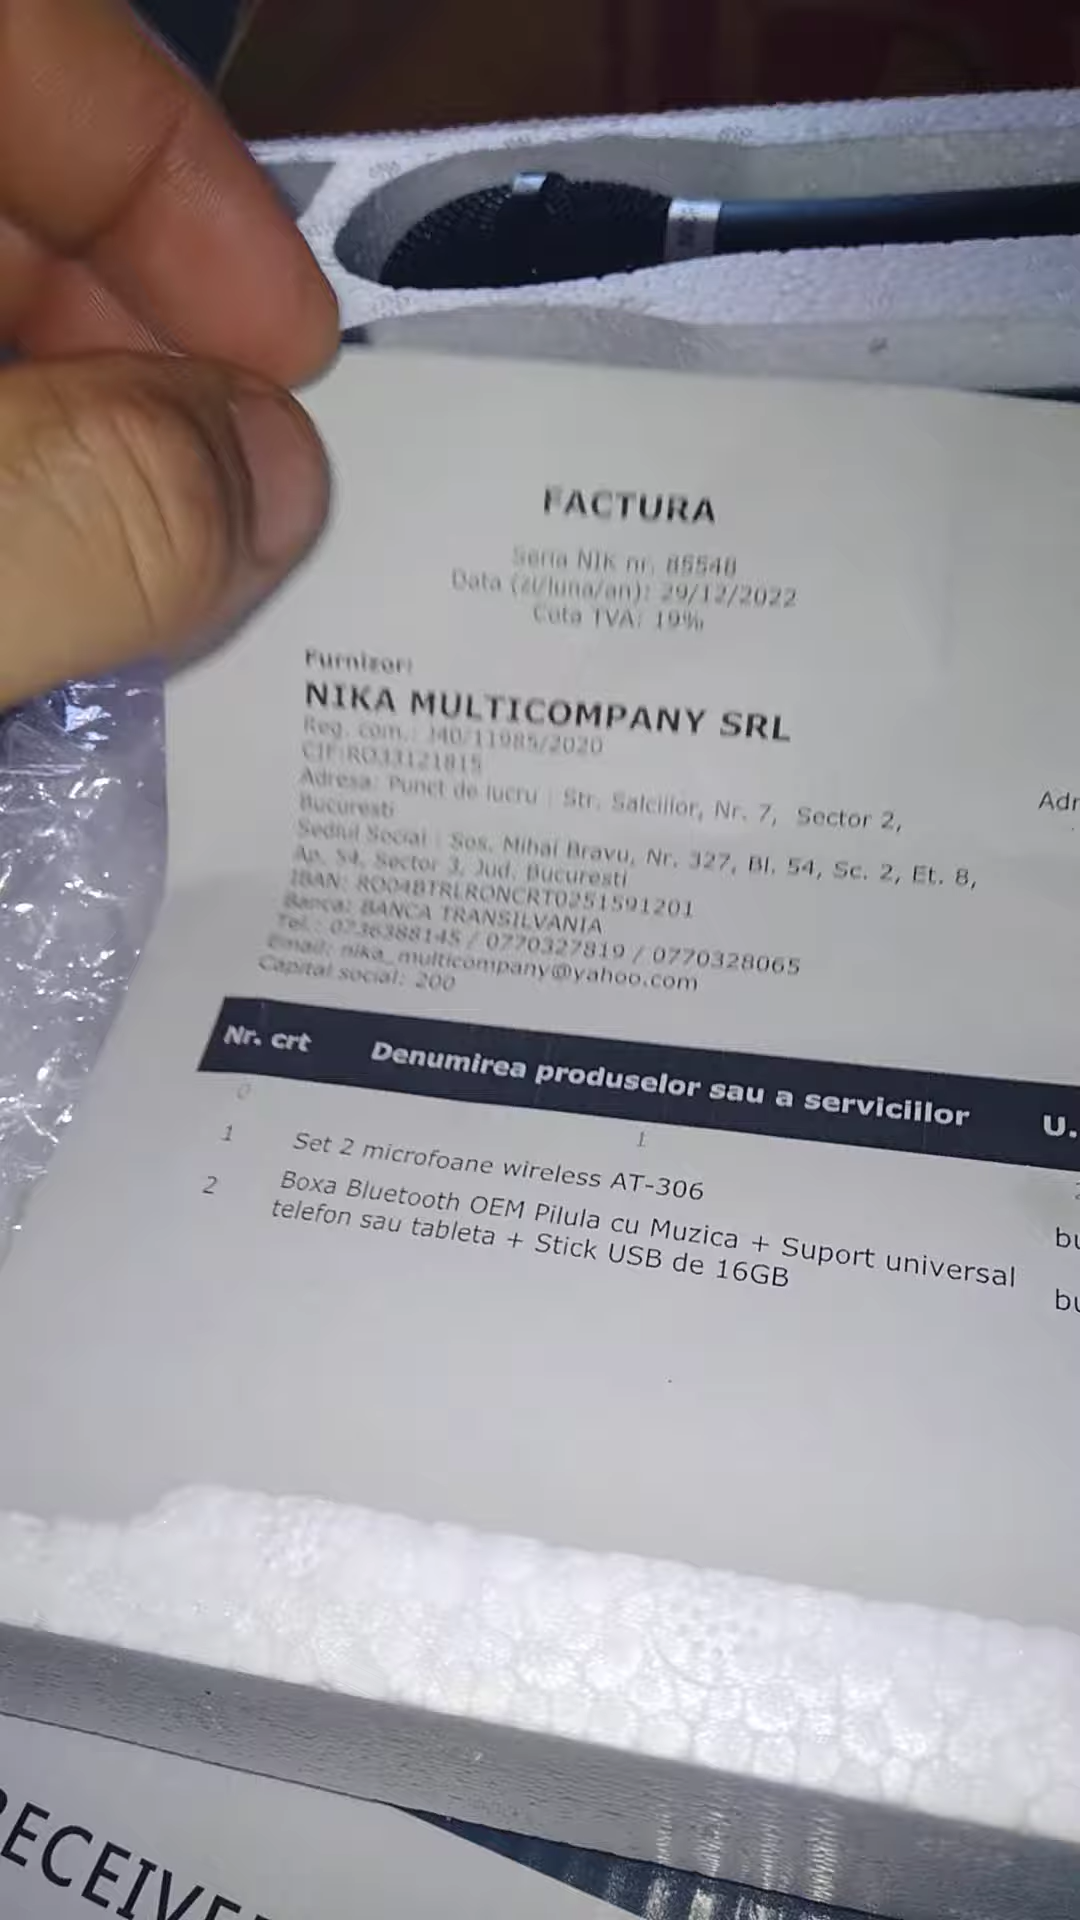 FACTURA
Seria NIK nr. 85548
Data (zi/luna/an): 29/12/2022
Cota TVA: 19%
Furnizor:
NIKA MULTICOMPANY SRL
Reg. com.: J40/11985/2020
CIF:RO33121815
Adresa: Punct de lucru : Str. Salciilor, Nr. 7, Sector 2,
Bucuresti
Sediul Social : Sos. Mihai Bravu, Nr. 327, Bl. 54, Sc. 2, Et. 8,
Ap. 54, Sector 3, Jud. Bucuresti
IBAN: RO04BTRLRONCRT0251591201
Banca: BANCA TRANSILVANIA
Tel.: 0736388145 / 0770327819 / 0770328065
Email: nika_multicompany@yahoo.com
Capital social: 200
Adr
Nr. crt Denumirea produselor sau a serviciilor U.
0 1
1 Set 2 microfoane wireless AT-306 bu
2 Boxa Bluetooth OEM Pilula cu Muzica + Suport universal
telefon sau tableta + Stick USB de 16GB bu
RECEIVE